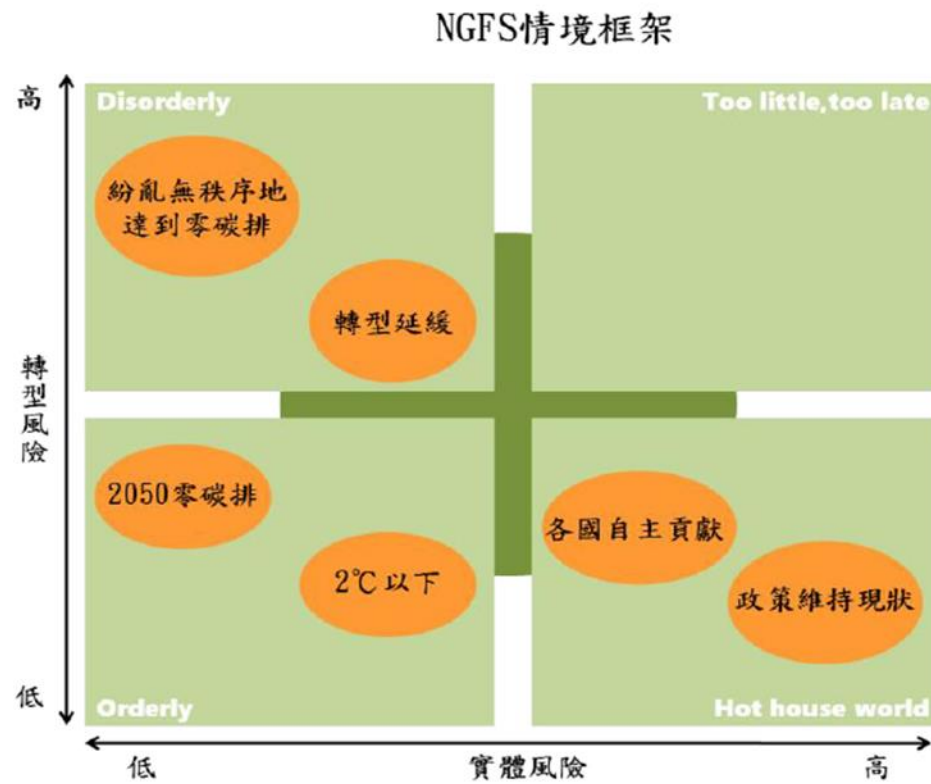 NGFS情境框架
高
Disorderly
Too little,too late
紛亂無秩序地
達到零碳排
轉型延緩
轉型風險
2050零碳排
2℃以下
各國自主貢獻
政策維持現狀
低
Orderly
Hot house world
低
實體風險
高